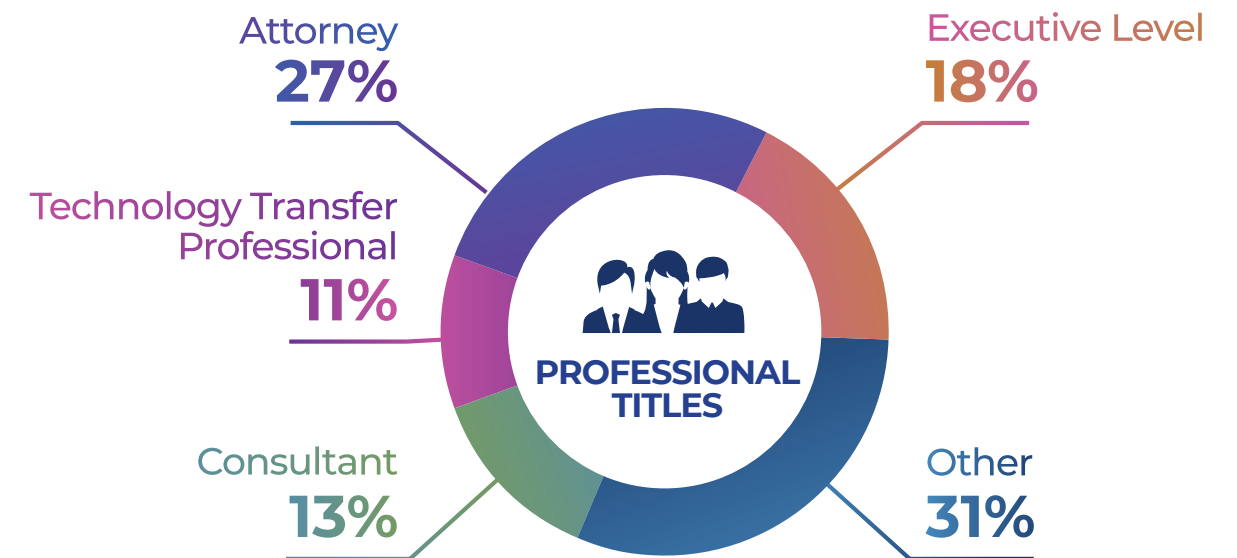 Attorney
27%
Executive Level
18%
Technology Transfer
Professional
11%
PROFESSIONAL
TITLES
Consultant
13%
Other
31%